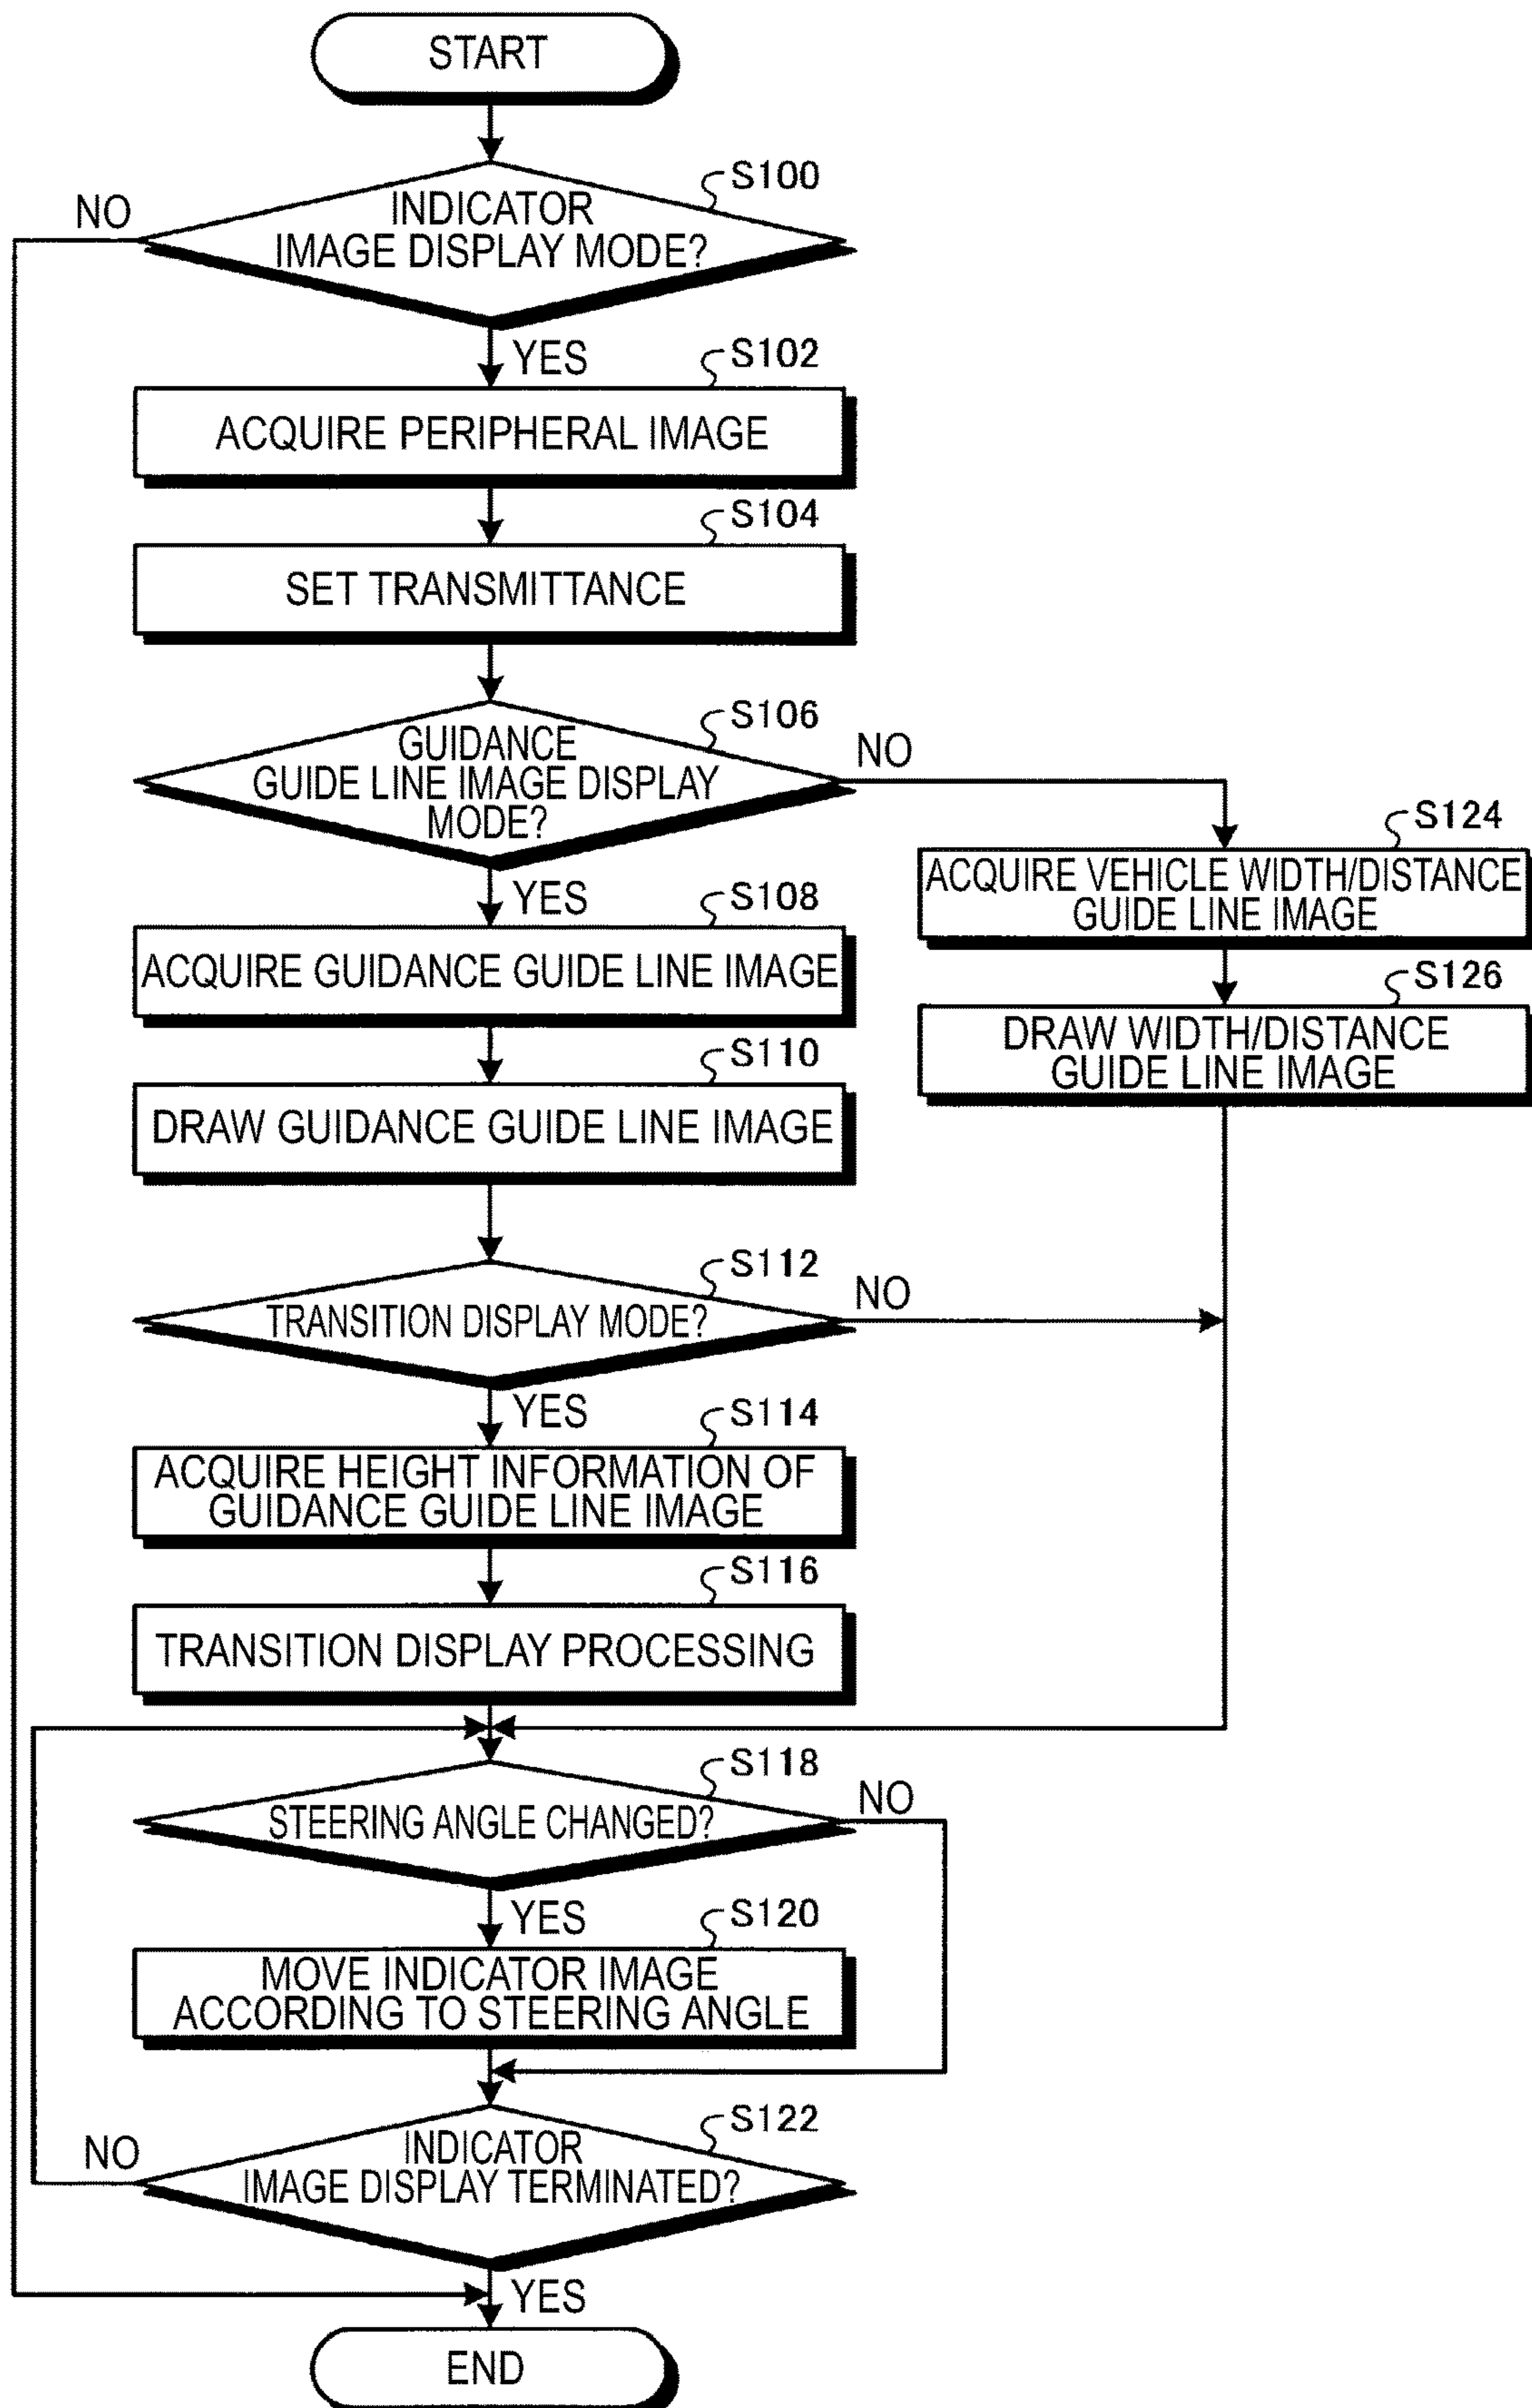 START
S100
NO
INDICATOR
IMAGE DISPLAY MODE?
YES
S102
ACQUIRE PERIPHERAL IMAGE
S104
SET TRANSMITTANCE
S106
GUIDANCE
GUIDE LINE IMAGE DISPLAY
MODE?
NO
S124
ACQUIRE VEHICLE WIDTH/DISTANCE
GUIDE LINE IMAGE
YES
S108
ACQUIRE GUIDANCE GUIDE LINE IMAGE
S126
DRAW WIDTH/DISTANCE
GUIDE LINE IMAGE
S110
DRAW GUIDANCE GUIDE LINE IMAGE
S112
TRANSITION DISPLAY MODE?
NO
YES
S114
ACQUIRE HEIGHT INFORMATION OF
GUIDANCE GUIDE LINE IMAGE
S116
TRANSITION DISPLAY PROCESSING
S118
STEERING ANGLE CHANGED?
NO
YES
S120
MOVE INDICATOR IMAGE
ACCORDING TO STEERING ANGLE
S122
NO
INDICATOR
IMAGE DISPLAY TERMINATED?
YES
END